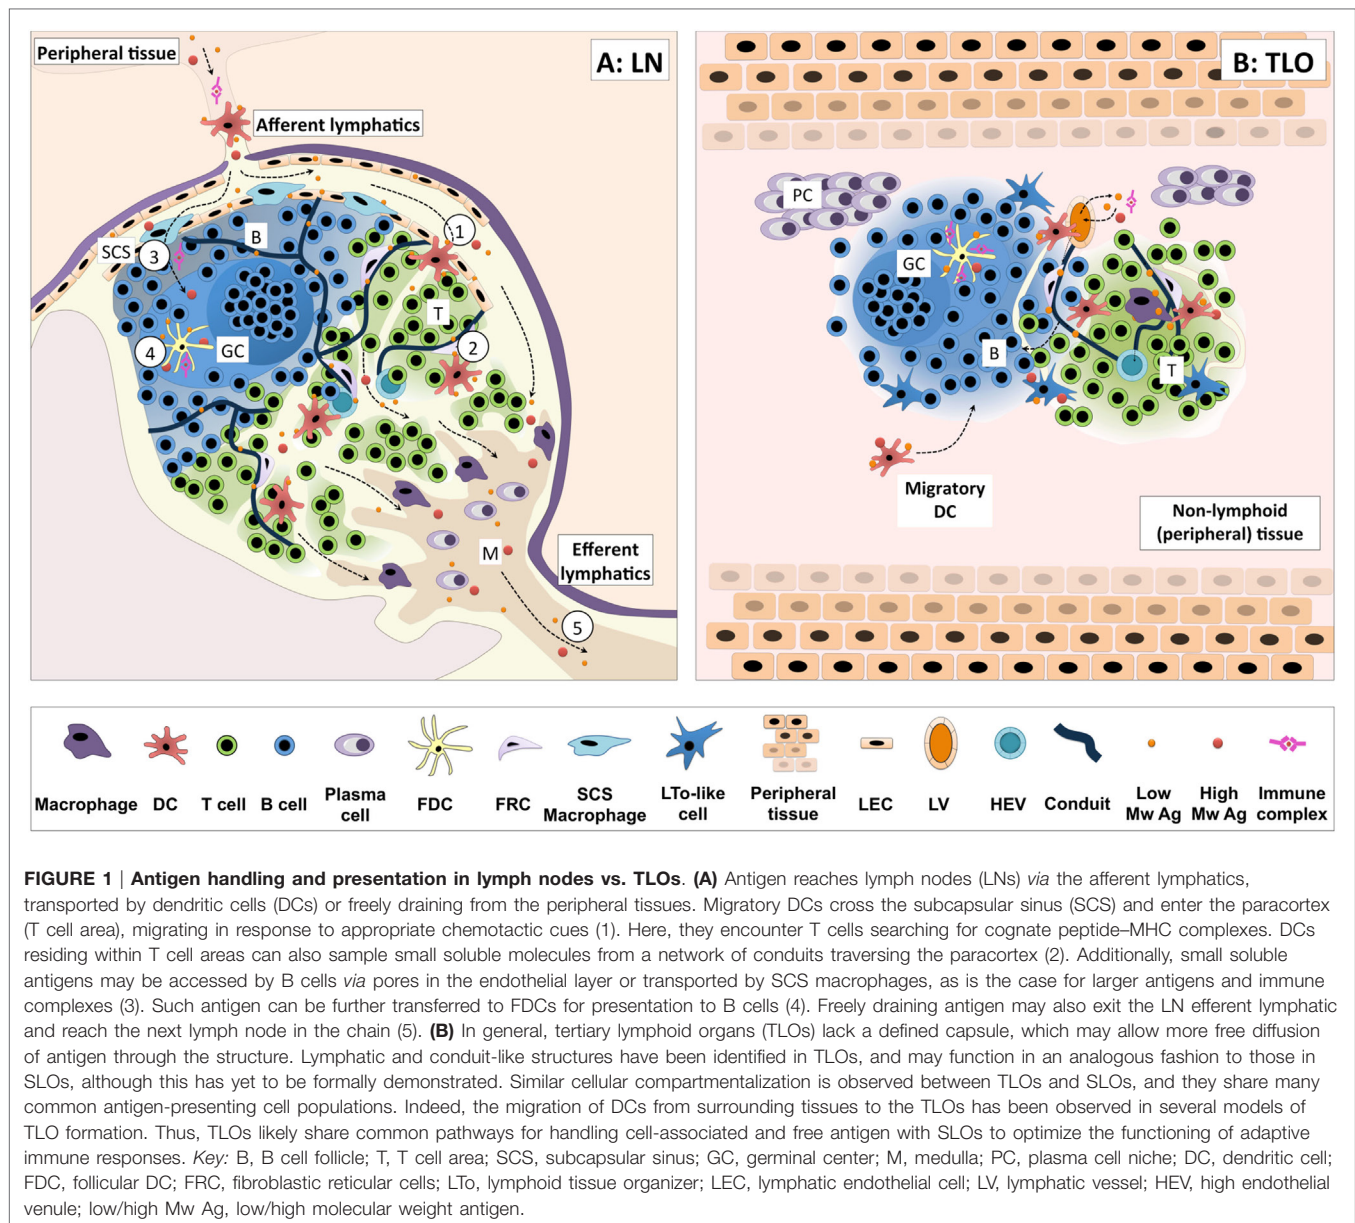 Peripheral tissue
A: LN
Afferent lymphatics
SCS
B
1
3
T
2
4
GC
M
Efferent
lymphatics
5
B: TLO
PC
GC
B
T
Migratory
DC
Non-lymphoid
(peripheral) tissue
Macrophage
DC
T cell
B cell
Plasma
cell
FDC
FRC
SCS
Macrophage
LTo-like
cell
Peripheral
tissue
LEC
LV
HEV
Conduit
Low
Mw Ag
High
Mw Ag
Immune
complex
FIGURE 1 | Antigen handling and presentation in lymph nodes vs. TLOs. (A) Antigen reaches lymph nodes (LNs) via the afferent lymphatics,
transported by dendritic cells (DCs) or freely draining from the peripheral tissues. Migratory DCs cross the subcapsular sinus (SCS) and enter the paracortex
(T cell area), migrating in response to appropriate chemotactic cues (1). Here, they encounter T cells searching for cognate peptide–MHC complexes. DCs
residing within T cell areas can also sample small soluble molecules from a network of conduits traversing the paracortex (2). Additionally, small soluble
antigens may be accessed by B cells via pores in the endothelial layer or transported by SCS macrophages, as is the case for larger antigens and immune
complexes (3). Such antigen can be further transferred to FDCs for presentation to B cells (4). Freely draining antigen may also exit the LN efferent lymphatic
and reach the next lymph node in the chain (5). (B) In general, tertiary lymphoid organs (TLOs) lack a defined capsule, which may allow more free diffusion
of antigen through the structure. Lymphatic and conduit-like structures have been identified in TLOs, and may function in an analogous fashion to those in
SLOs, although this has yet to be formally demonstrated. Similar cellular compartmentalization is observed between TLOs and SLOs, and they share many
common antigen-presenting cell populations. Indeed, the migration of DCs from surrounding tissues to the TLOs has been observed in several models of
TLO formation. Thus, TLOs likely share common pathways for handling cell-associated and free antigen with SLOs to optimize the functioning of adaptive
immune responses. Key: B, B cell follicle; T, T cell area; SCS, subcapsular sinus; GC, germinal center; M, medulla; PC, plasma cell niche; DC, dendritic cell;
FDC, follicular DC; FRC, fibroblastic reticular cells; LTo, lymphoid tissue organizer; LEC, lymphatic endothelial cell; LV, lymphatic vessel; HEV, high endothelial
venule; low/high Mw Ag, low/high molecular weight antigen.